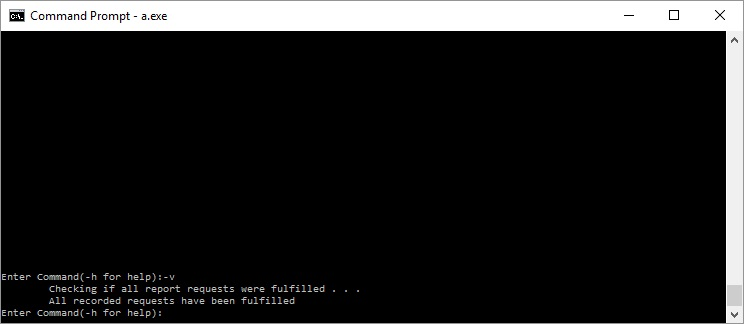 Command Prompt - a.exe
Enter Command(-h for help):-v
Checking if all report requests were fulfilled . . .
All recorded requests have been fulfilled
Enter Command(-h for help):